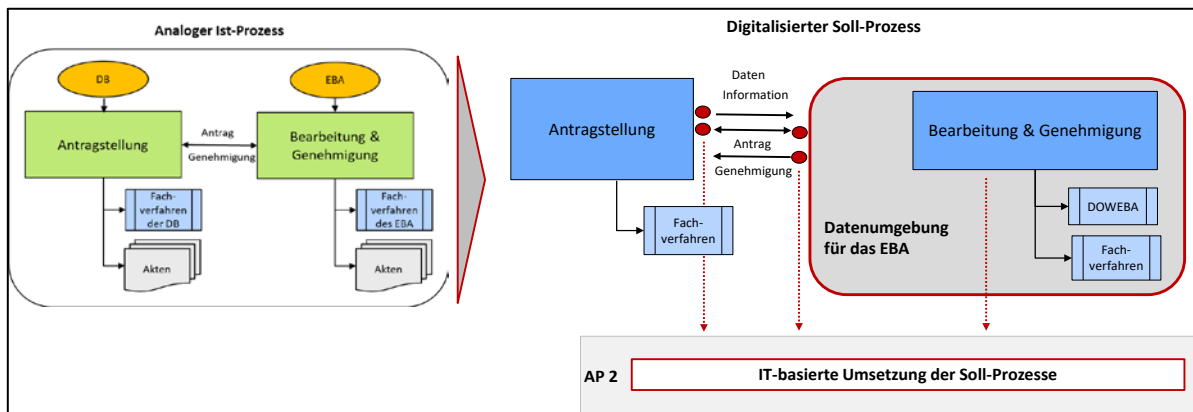 Analoger Ist-Prozess
DB
EBA
Antragstellung
Antrag
Genehmigung
Bearbeitung &
Genehmigung
Fach-
verfahren
der DB
Fach-
verfahren
des EBA
Akten
Akten
Digitalisierter Soll-Prozess
Antragstellung
Daten
Information
Antrag
Genehmigung
Bearbeitung & Genehmigung
Fach-
verfahren
Datenumgebung
für das EBA
DOWEBA
Fach-
verfahren
AP 2
IT-basierte Umsetzung der Soll-Prozesse